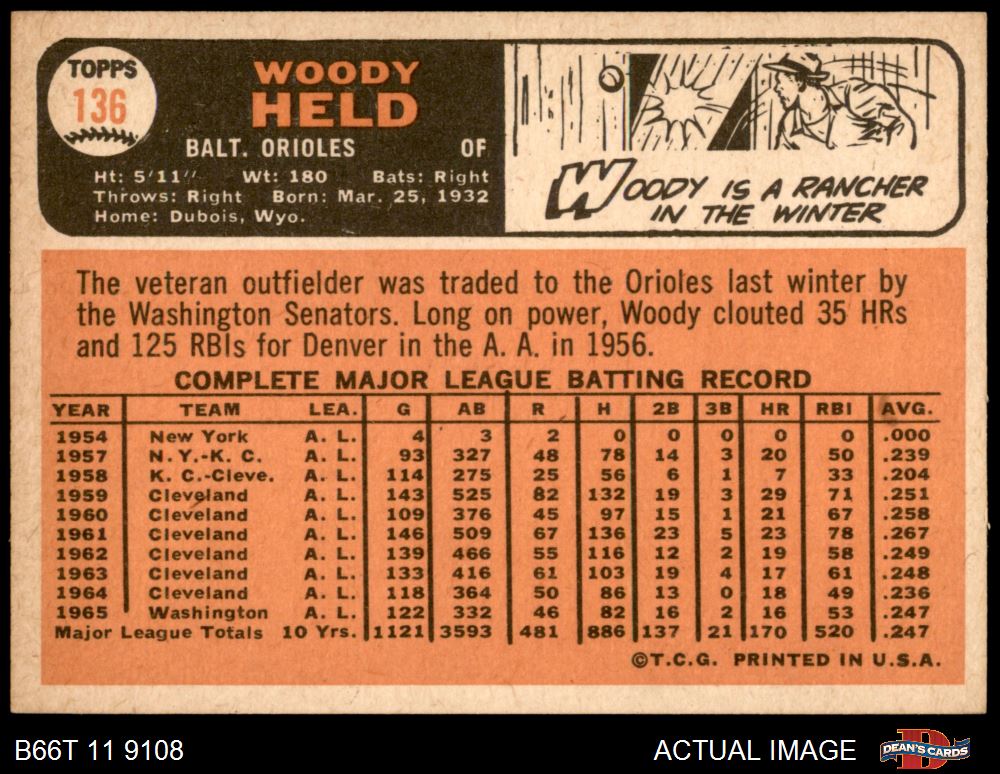 TOPPS
136
WOODY
HELD
BALT. ORIOLES OF
Ht: 5'11" Wt: 180 Bats: Right
Throws: Right Born: Mar. 25, 1932
Home: Dubois, Wyo.
WOODY IS A RANCHER
IN THE WINTER
The veteran outfielder was traded to the Orioles last winter by
the Washington Senators. Long on power, Woody clouted 35 HRs
and 125 RBIs for Denver in the A. A. in 1956.
COMPLETE MAJOR LEAGUE BATTING RECORD
YEAR TEAM LEA. G AB R H 2B 3B HR RBI AVG.
1954 New York A. L. 4 3 2 0 0 0 0 0 .000
1957 N.Y.-K. C. A. L. 93 327 48 78 14 3 20 50 .239
1958 K. C.-Cleve. A. L. 114 275 25 56 6 1 7 33 .204
1959 Cleveland A. L. 143 525 82 132 19 3 29 71 .251
1960 Cleveland A. L. 109 376 45 97 15 1 21 67 .258
1961 Cleveland A. L. 146 509 67 136 23 5 23 78 .267
1962 Cleveland A. L. 139 466 55 116 12 2 19 58 .249
1963 Cleveland A. L. 133 416 61 103 19 4 17 61 .248
1964 Cleveland A. L. 118 364 50 86 13 0 18 49 .236
1965 Washington A. L. 122 332 46 82 16 2 16 53 .247
Major League Totals 10 Yrs. 1121 3593 481 886 137 21 170 520 .247
©T.C.G. PRINTED IN U.S.A.
B66T 11 9108 ACTUAL IMAGE DEAN'S CARDS